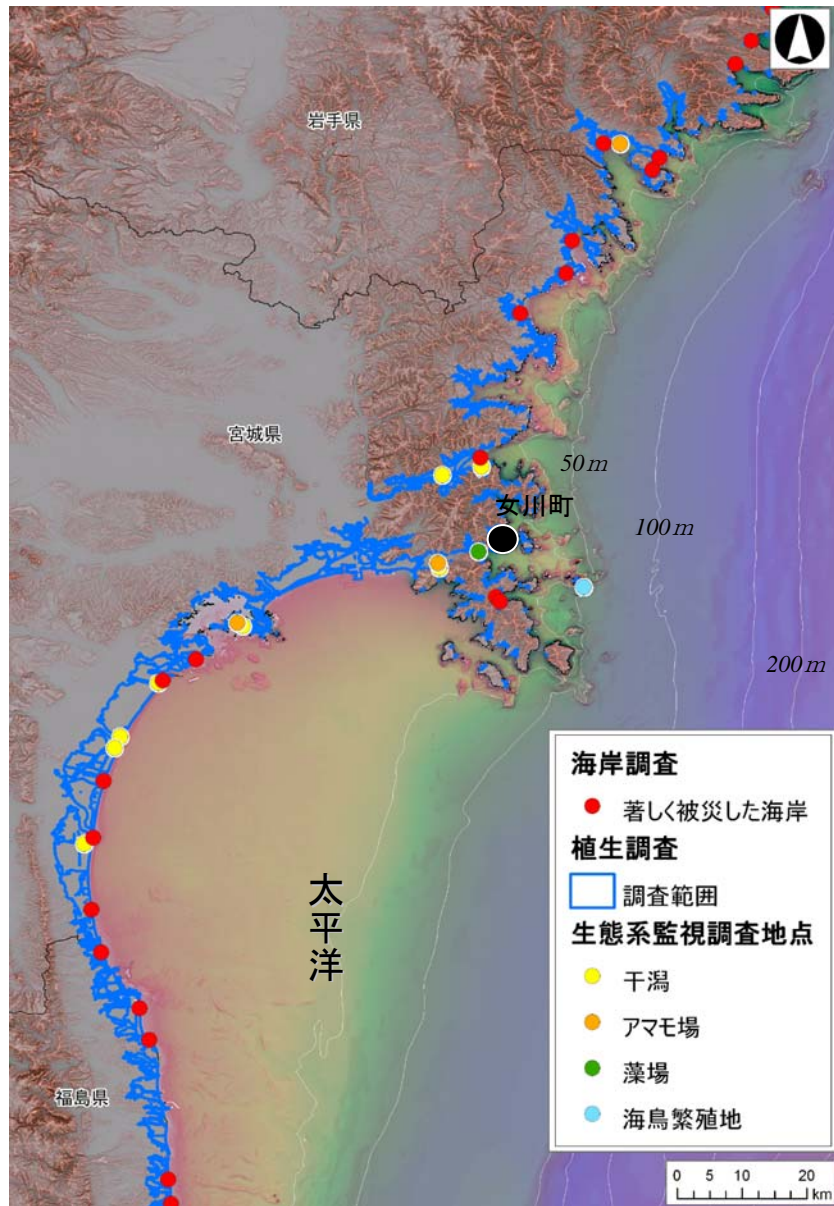 岩手県
宮城県
50 m
女川町
100 m
200 m
太平洋
福島県
海岸調査
著しく被災した海岸
植生調査
調査範囲
生態系監視調査地点
干潟
アマモ場
藻場
海鳥繁殖地
0 5 10 20
km